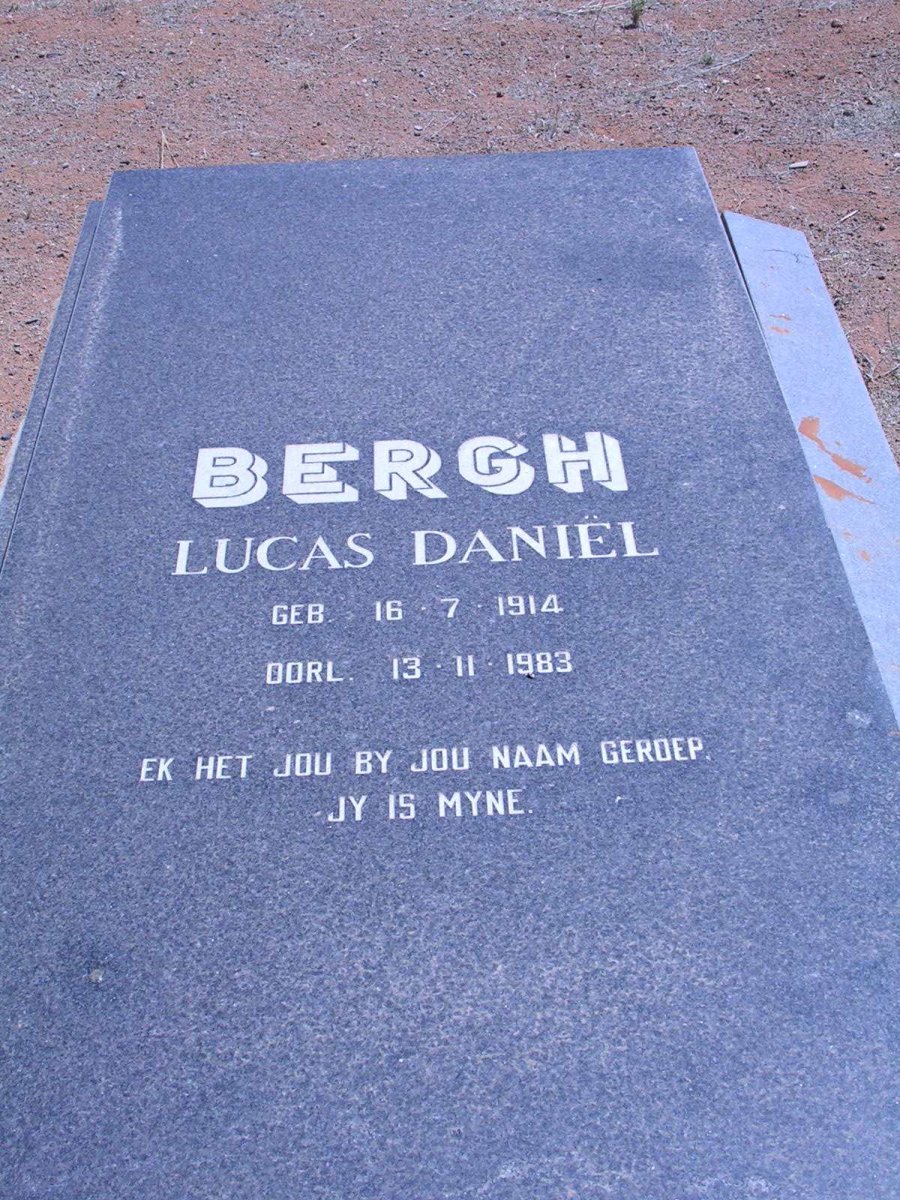 BERGH
LUCAS DANIËL
GEB. 16 · 7 · 1914
OORL. 13 · 11 · 1983
EK HET JOU BY JOU NAAM GEROEP.
JY IS MYNE.